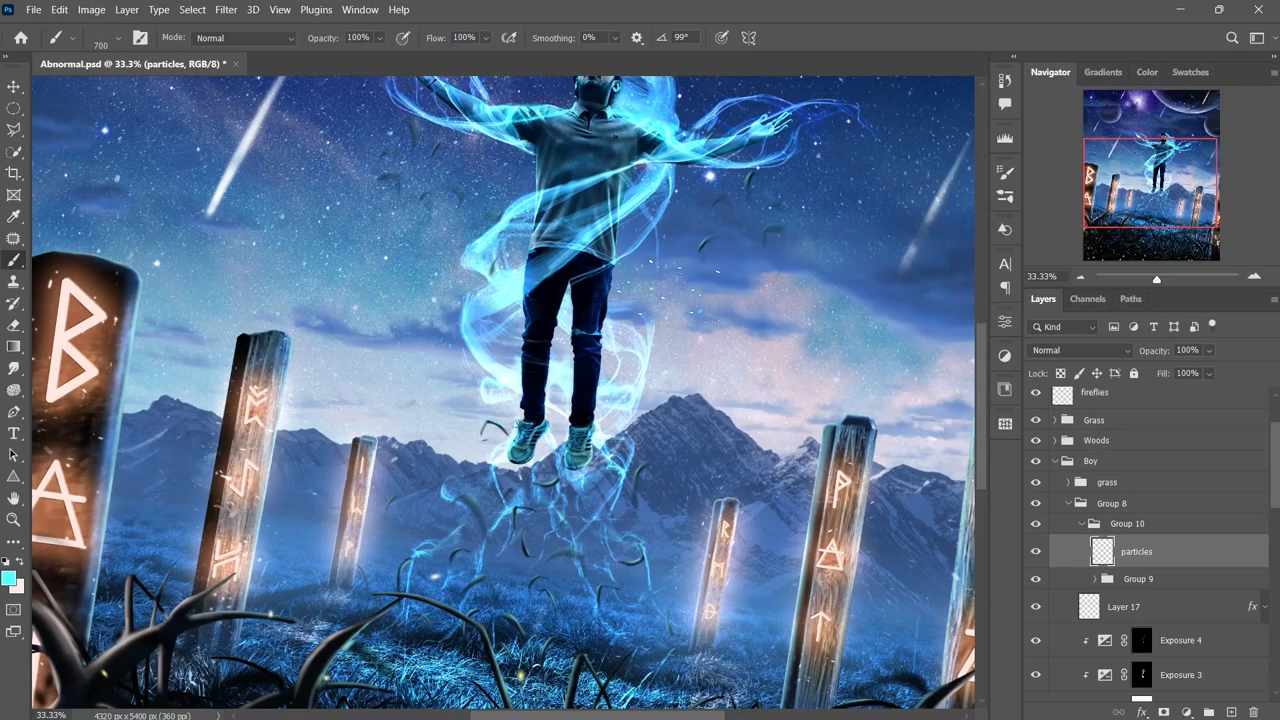 Ps File Edit Image Layer Type Select Filter 3D View Plugins Window Help
700 Mode: Normal Opacity: 100% Flow: 100% Smoothing: 0% 99°
Abnormal.psd @ 33.3% (particles, RGB/8) * ×
Navigator Gradients Color Swatches
33.33%
Layers Channels Paths
Kind
Normal Opacity: 100%
Lock: Fill: 100%
fireflies
Grass
Woods
Boy
grass
Group 8
Group 10
particles
Group 9
Layer 17 fx
Exposure 4
Exposure 3
33.33% 4320 px x 5400 px (360 ppi)
fx